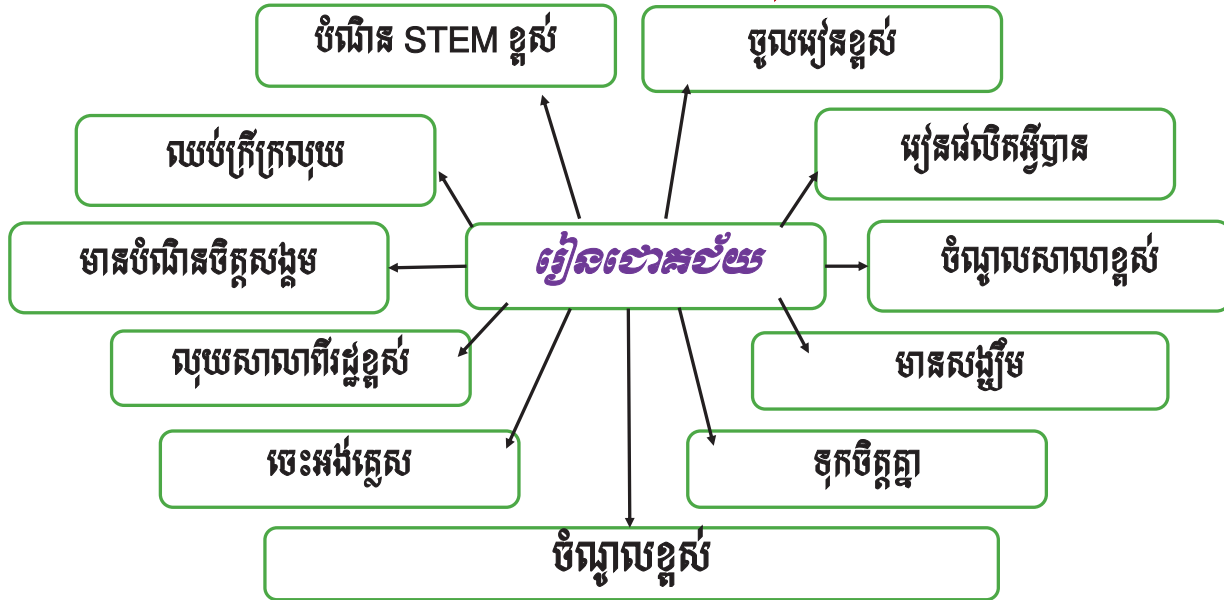 បំណិន STEM ខ្ពស់
ចូលរៀនខ្ពស់
ឈប់ក្រីក្រលុយ
រៀនផលិតអ្វីបាន
រៀនជោគជ័យ
មានបំណិនចិត្តសង្គម
ចំណូលសាលាខ្ពស់
លុយសាលាពីរដ្ឋខ្ពស់
មានសង្ឃឹម
ចេះអង់គ្លេស
ទុកចិត្តគ្នា
ចំណូលខ្ពស់